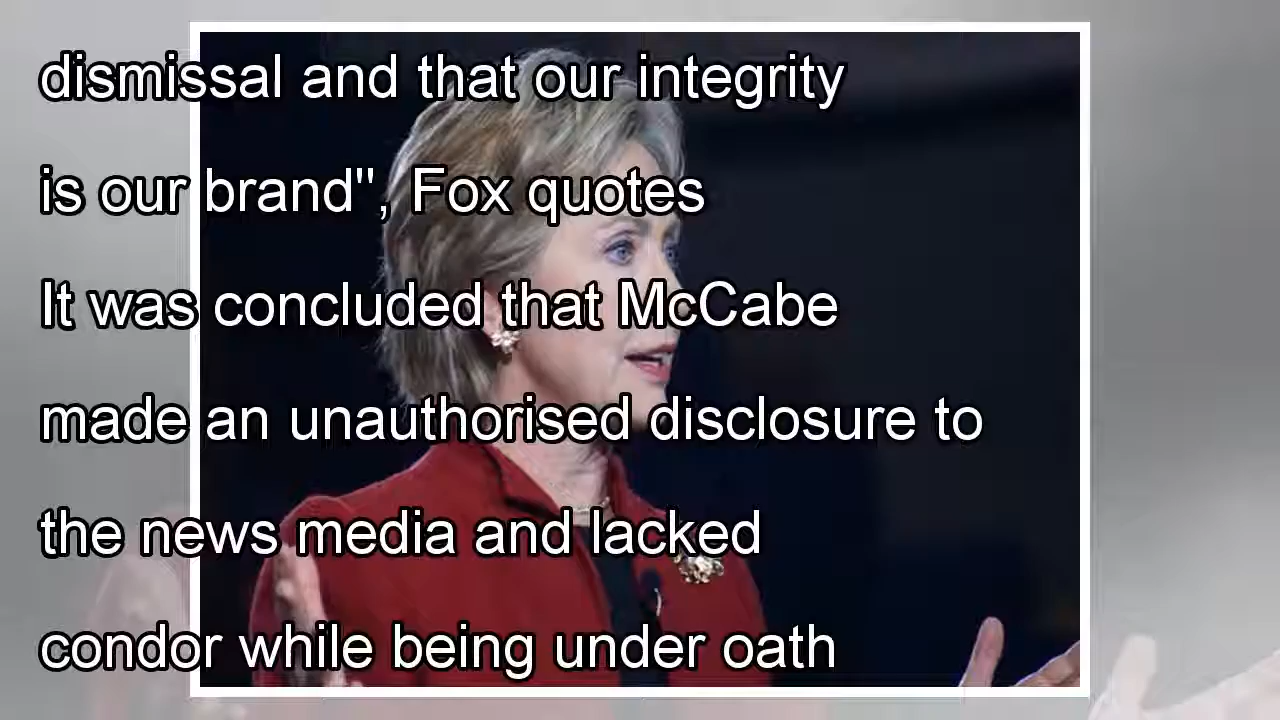 dismissal and that our integrity
is our brand", Fox quotes
It was concluded that McCabe
made an unauthorised disclosure to
the news media and lacked
condor while being under oath